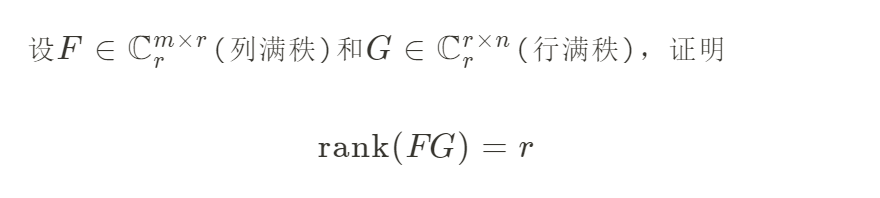 设$F \in \mathbb{C}_r^{m \times r}$(列满秩)和$G \in \mathbb{C}_r^{r \times n}$(行满秩)，证明
$\text{rank}(FG) = r$